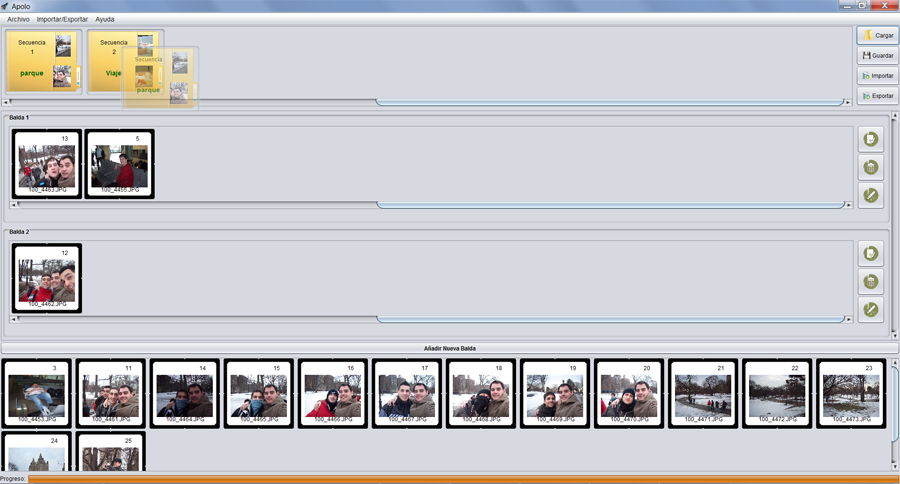 Apolo
Archivo Importar/Exportar Ayuda
Secuencia
1
parque
Secuencia
2
Viaje
Secuencia
parque
Cargar
Guardar
Importar
Exportar
Balda 1
13
100_4463.JPG
5
100_4455.JPG
Balda 2
12
100_4462.JPG
Añadir Nueva Balda
3 11 14 15 16 17 18 19 20 21 22 23
100_4453.JPG 100_4461.JPG 100_4464.JPG 100_4465.JPG 100_4466.JPG 100_4467.JPG 100_4468.JPG 100_4469.JPG 100_4470.JPG 100_4471.JPG 100_4472.JPG 100_4473.JPG
24 25
Progreso: